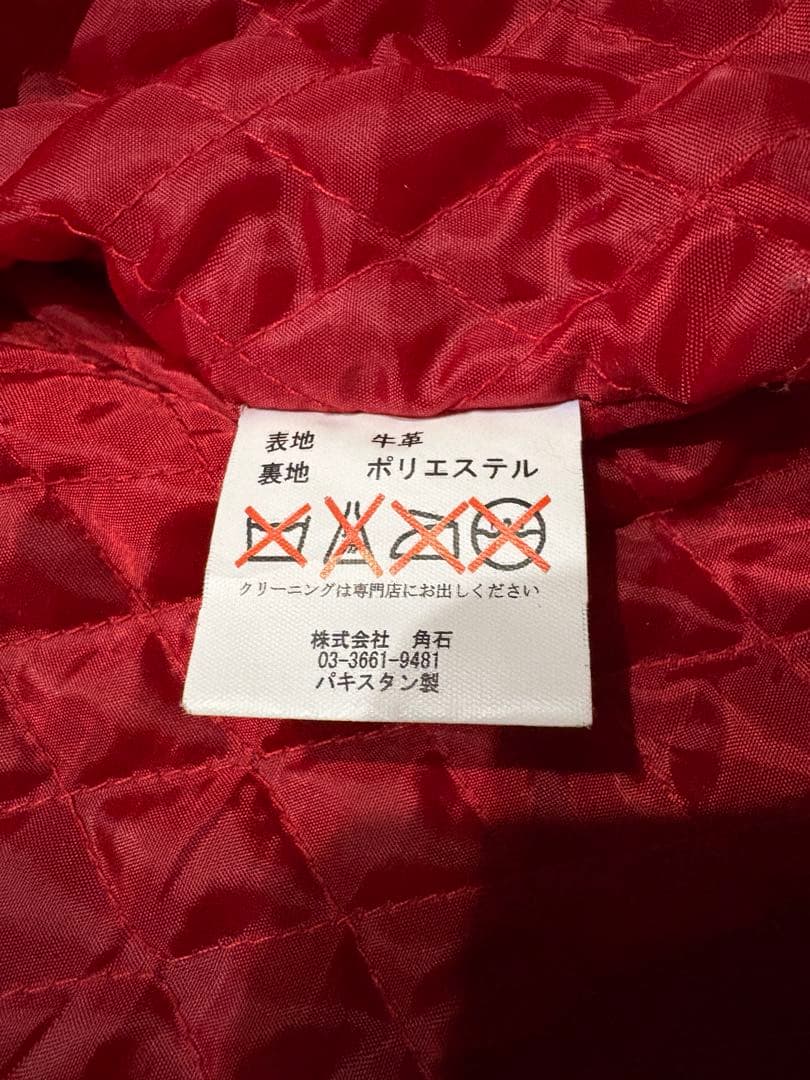 表地 牛革
裏地 ポリエステル
クリーニングは専門店にお出しください
株式会社 角石
03-3661-9481
パキスタン製